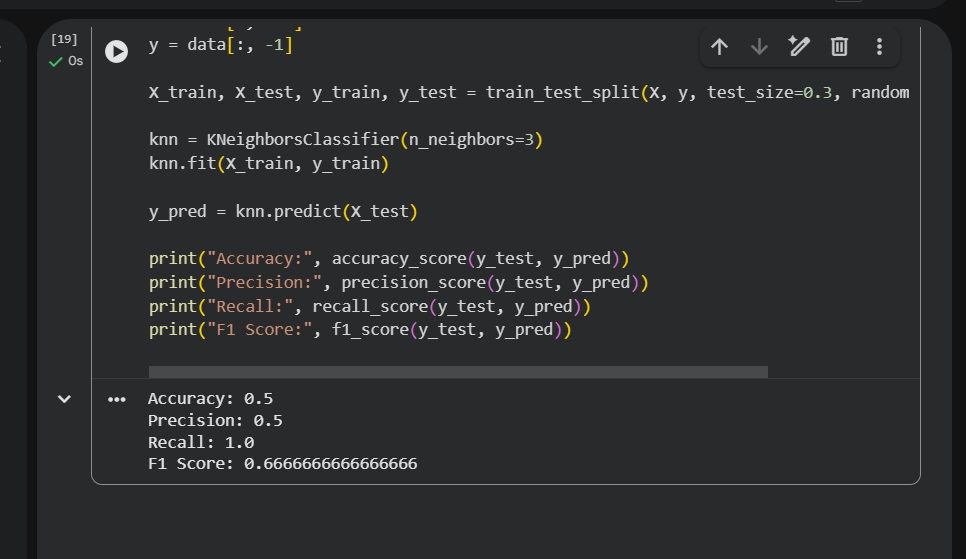 [19]
0s
y = data[:, -1]
X_train, X_test, y_train, y_test = train_test_split(X, y, test_size=0.3, random
knn = KNeighborsClassifier(n_neighbors=3)
knn.fit(X_train, y_train)
y_pred = knn.predict(X_test)
print("Accuracy:", accuracy_score(y_test, y_pred))
print("Precision:", precision_score(y_test, y_pred))
print("Recall:", recall_score(y_test, y_pred))
print("F1 Score:", f1_score(y_test, y_pred))
Accuracy: 0.5
Precision: 0.5
Recall: 1.0
F1 Score: 0.6666666666666666